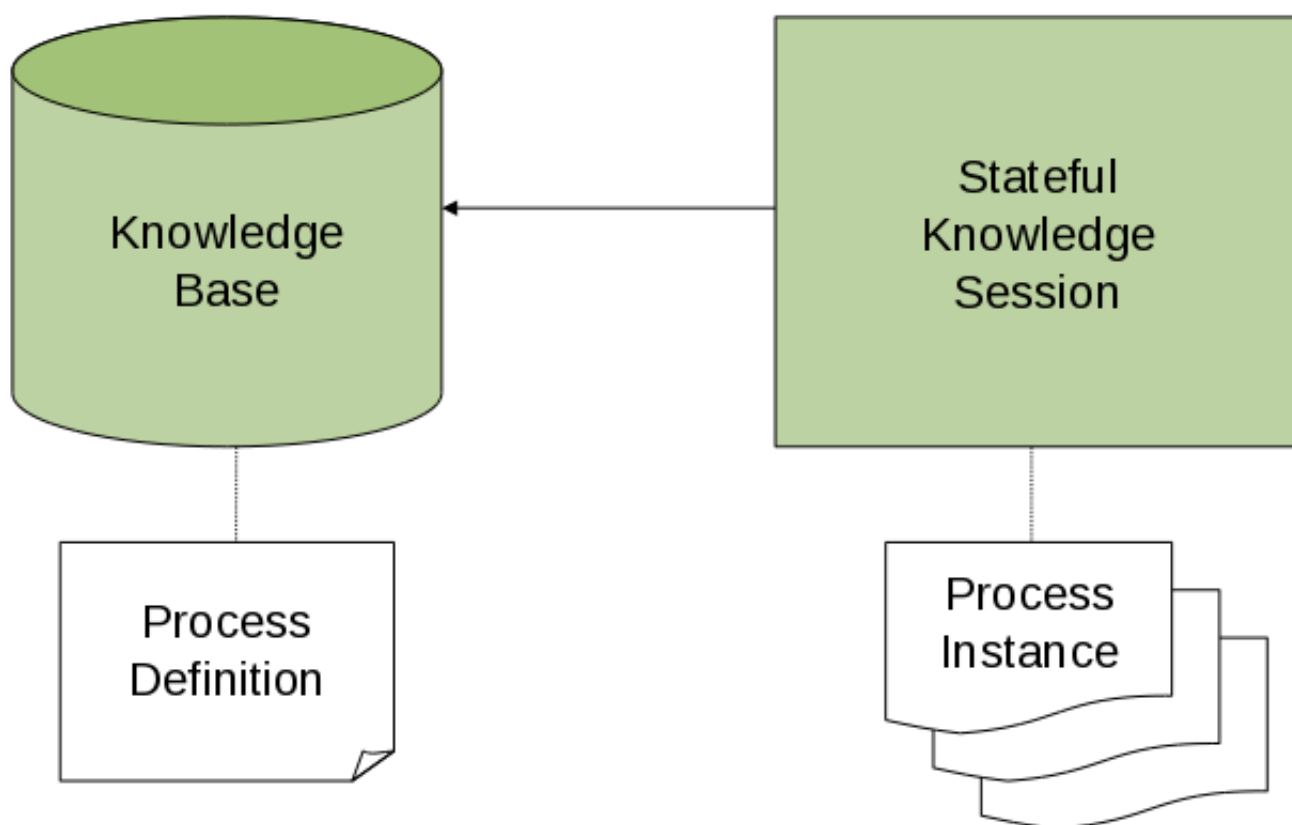 Knowledge
Base
Stateful
Knowledge
Session
Process
Definition
Process
Instance